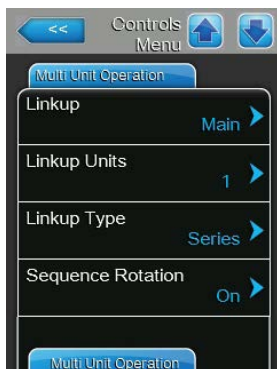 <<
Controls
Menu
Multi Unit Operation
Linkup
Main
Linkup Units
1
Linkup Type
Series
Sequence Rotation
On
Multi Unit Operation